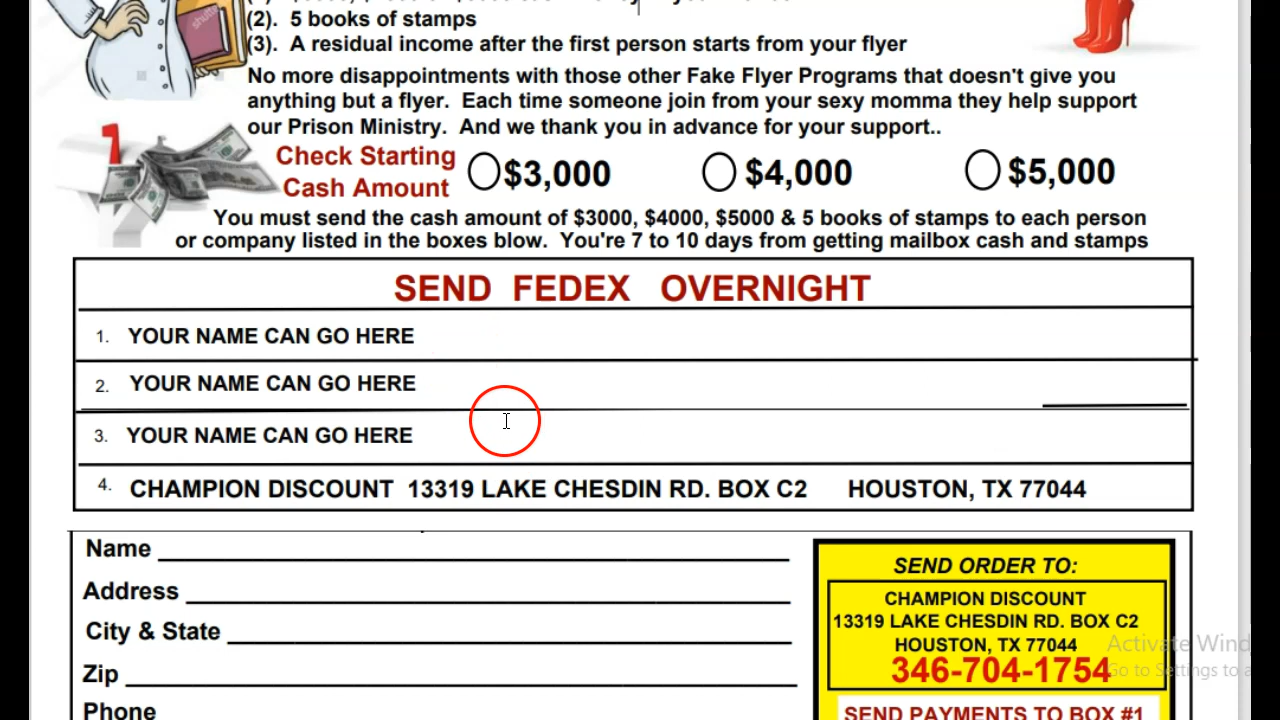 (2). 5 books of stamps
(3). A residual income after the first person starts from your flyer
No more disappointments with those other Fake Flyer Programs that doesn't give you
anything but a flyer. Each time someone join from your sexy momma they help support
our Prison Ministry. And we thank you in advance for your support..
Check Starting
Cash Amount
$3,000 $4,000 $5,000
You must send the cash amount of $3000, $4000, $5000 & 5 books of stamps to each person
or company listed in the boxes blow. You're 7 to 10 days from getting mailbox cash and stamps
SEND FEDEX OVERNIGHT
1. YOUR NAME CAN GO HERE
2. YOUR NAME CAN GO HERE
3. YOUR NAME CAN GO HERE
4. CHAMPION DISCOUNT 13319 LAKE CHESDIN RD. BOX C2 HOUSTON, TX 77044
Name
Address
City & State
Zip
Phone
SEND ORDER TO:
CHAMPION DISCOUNT
13319 LAKE CHESDIN RD. BOX C2
HOUSTON, TX 77044
346-704-1754
SEND PAYMENTS TO BOX #1
Activate Wind
Go to Settings to a